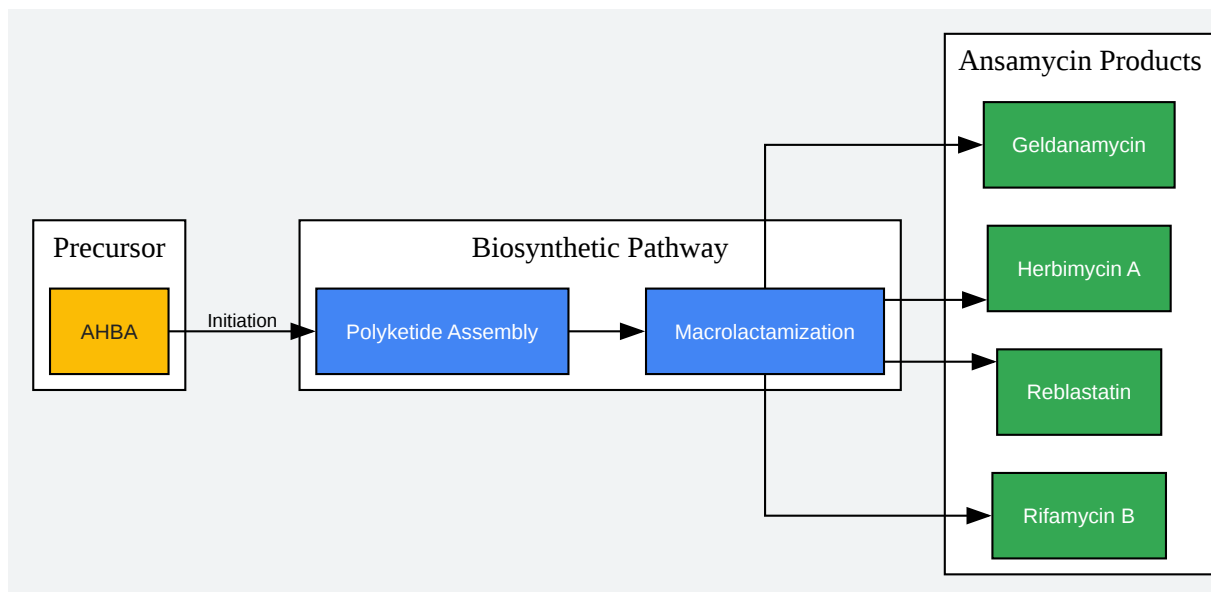 Precursor
AHBA
Initiation
Biosynthetic Pathway
Polyketide Assembly
Macrolactamization
Ansamycin Products
Geldanamycin
Herbimycin A
Reblastatin
Rifamycin B